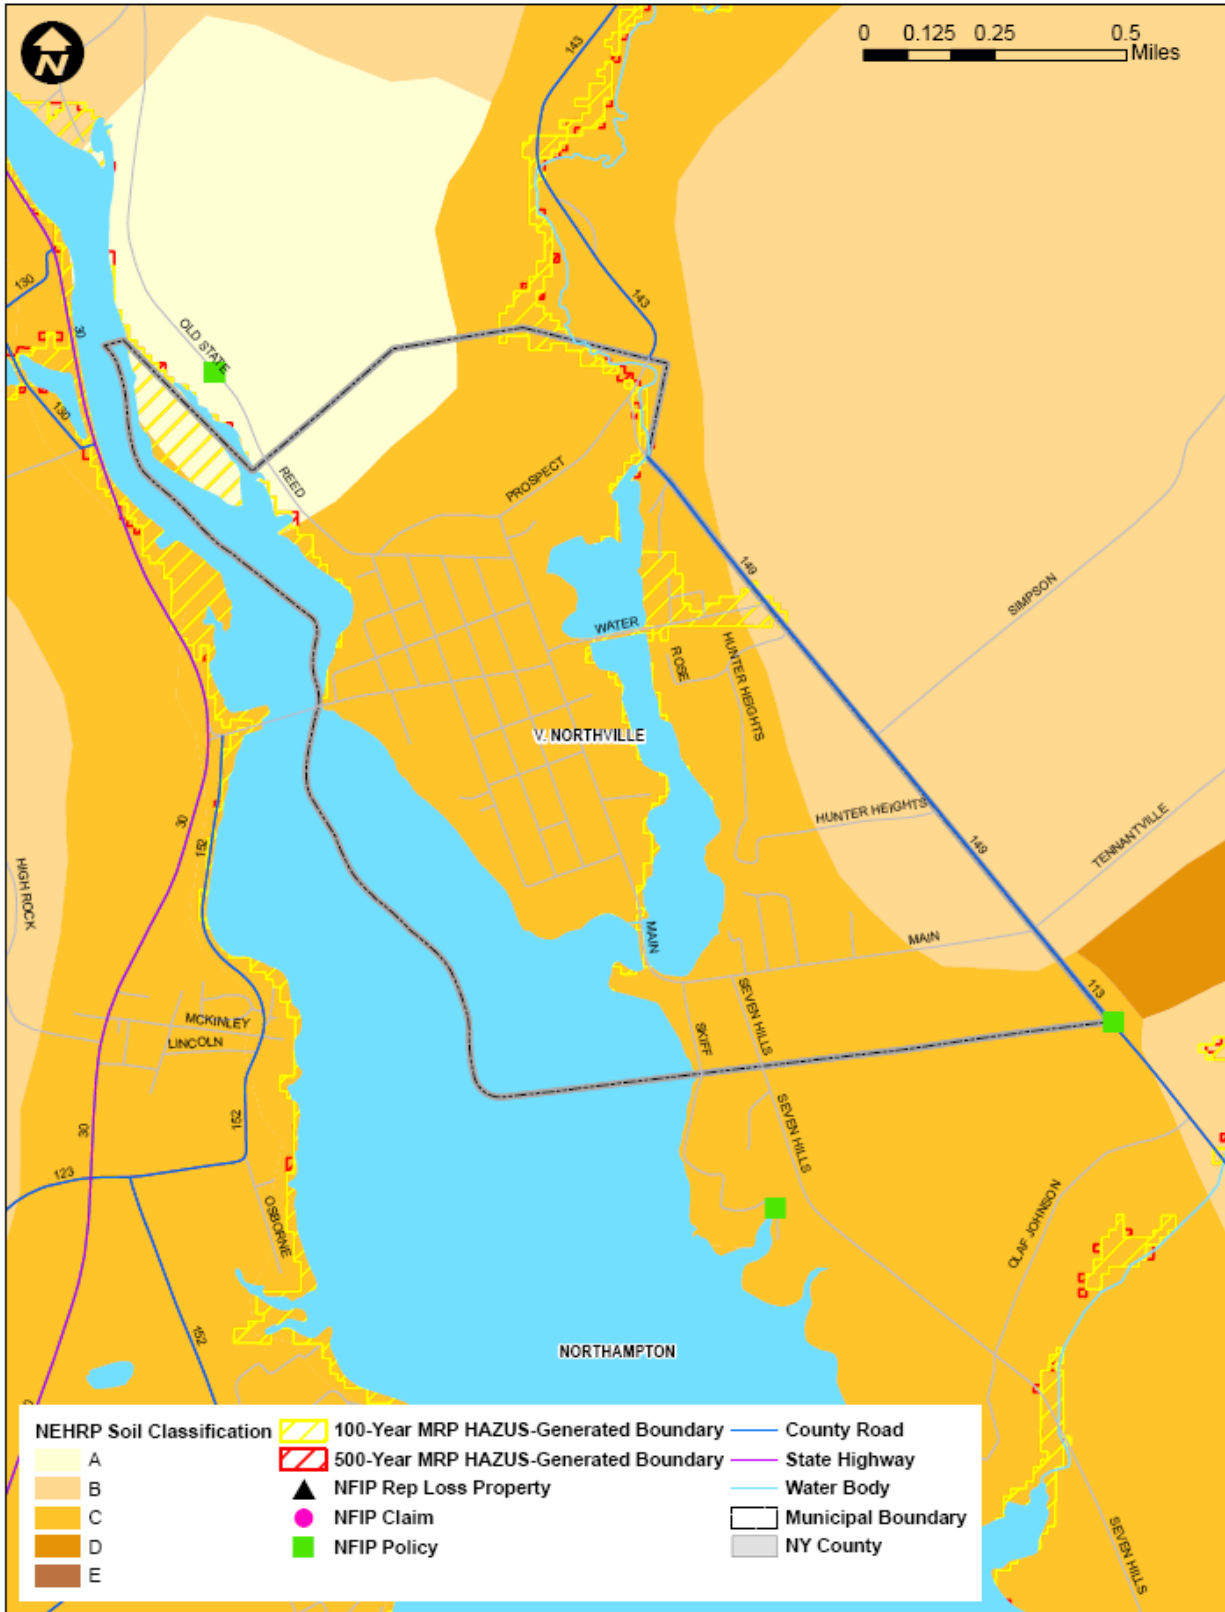 N
0 0.125 0.25 0.5
Miles
143
130
30
OLD STATE
143
130
REED
PROSPECT
149
SIMPSON
WATER
ROSE
HUNTER HEIGHTS
V. NORTHVILLE
30
152
HUNTER HEIGHTS
149
TENNANTVILLE
HIGH ROCK
MAIN
MAIN
SEVEN HILLS
113
SKIFF
MCKINLEY
LINCOLN
152
30
123
SEVEN HILLS
OSBORNE
OLAF JOHNSON
152
NORTHAMPTON
SEVEN HILLS
NEHRP Soil Classification
A
B
C
D
E
100-Year MRP HAZUS-Generated Boundary
500-Year MRP HAZUS-Generated Boundary
NFIP Rep Loss Property
NFIP Claim
NFIP Policy
County Road
State Highway
Water Body
Municipal Boundary
NY County